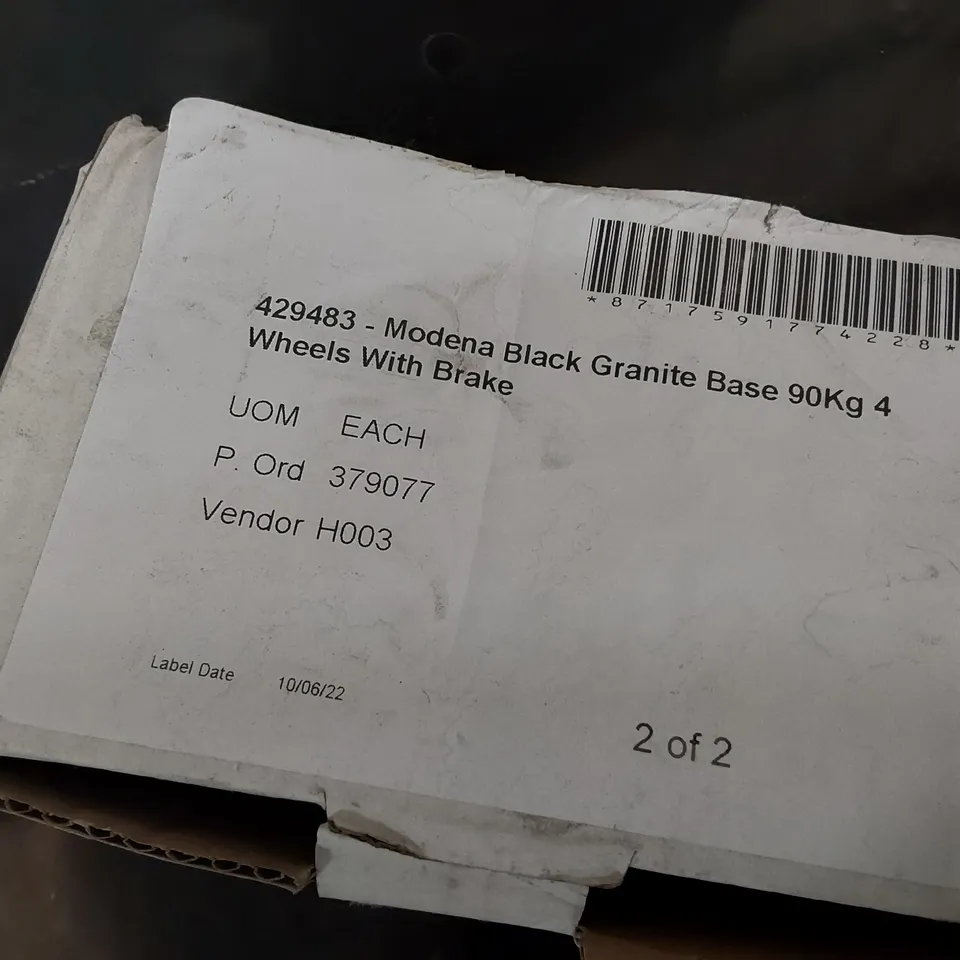 *8717591774228*
429483 - Modena Black Granite Base 90Kg 4
Wheels With Brake
UOM EACH
P. Ord 379077
Vendor H003
Label Date 10/06/22
2 of 2